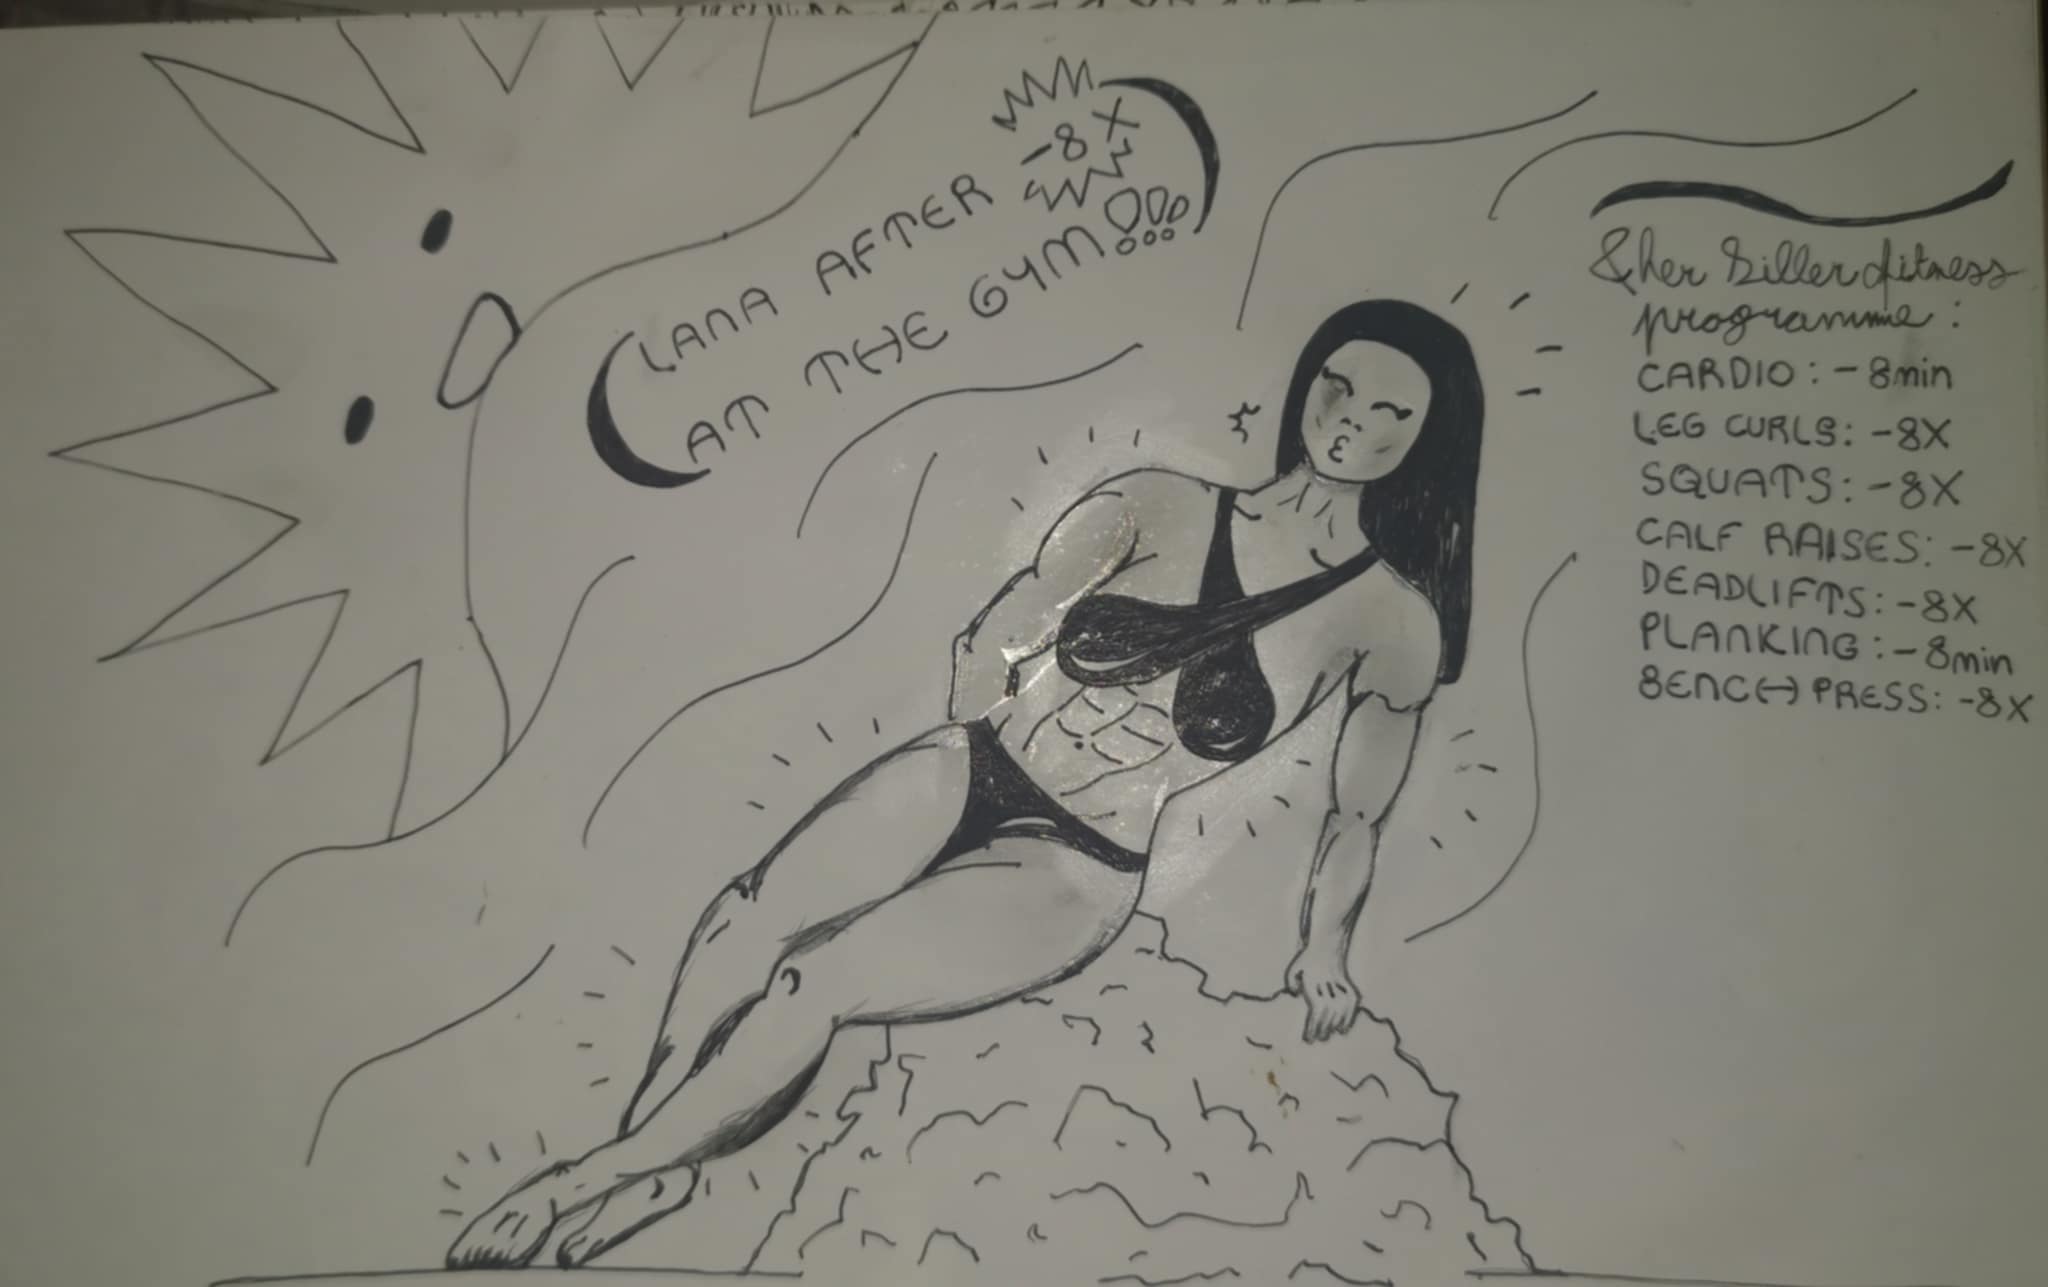 LANA AFTER -8X
AT THE GYM!!!
& her killer fitness
programme:
CARDIO: -8min
LEG CURLS: -8X
SQUATS: -8X
CALF RAISES: -8X
DEADLIFTS: -8X
PLANKING: -8min
BENCH PRESS: -8X